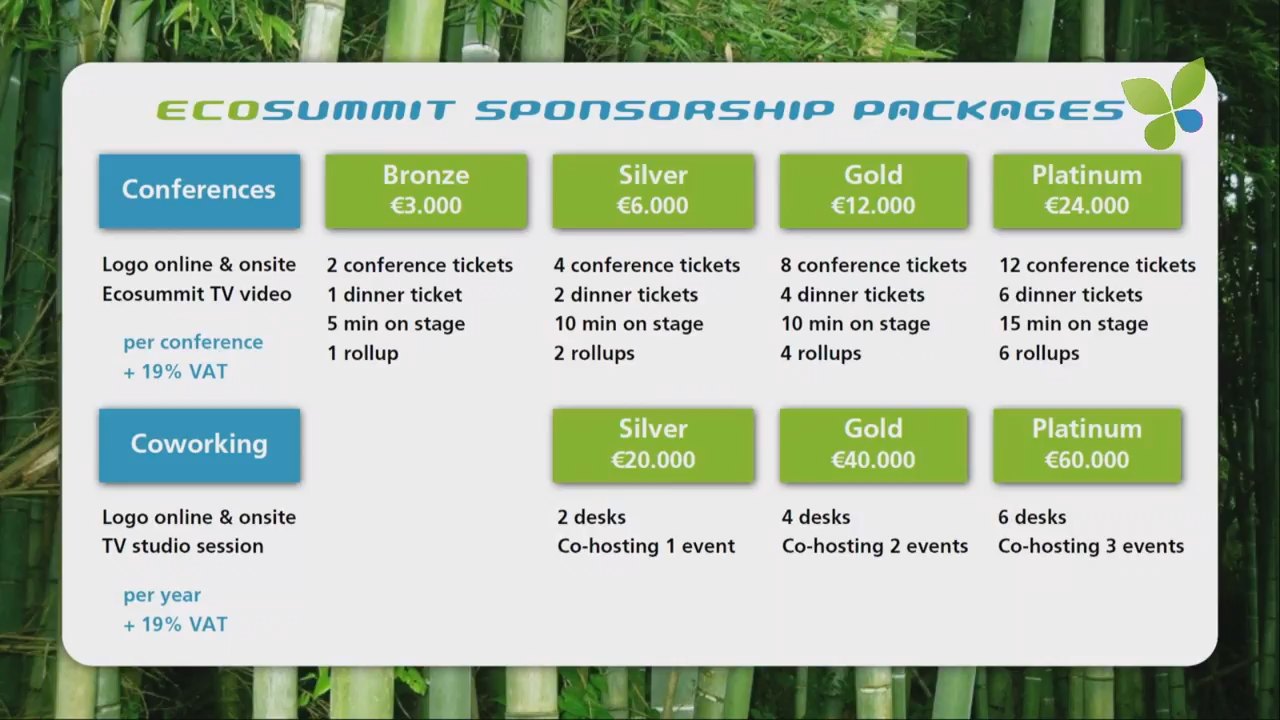 ECOSUMMIT SPONSORSHIP PACKAGES
Conferences
Bronze
€3.000
Silver
€6.000
Gold
€12.000
Platinum
€24.000
Logo online & onsite
Ecosummit TV video
per conference
+ 19% VAT
2 conference tickets
1 dinner ticket
5 min on stage
1 rollup
4 conference tickets
2 dinner tickets
10 min on stage
2 rollups
8 conference tickets
4 dinner tickets
10 min on stage
4 rollups
12 conference tickets
6 dinner tickets
15 min on stage
6 rollups
Coworking
Silver
€20.000
Gold
€40.000
Platinum
€60.000
Logo online & onsite
TV studio session
per year
+ 19% VAT
2 desks
Co-hosting 1 event
4 desks
Co-hosting 2 events
6 desks
Co-hosting 3 events